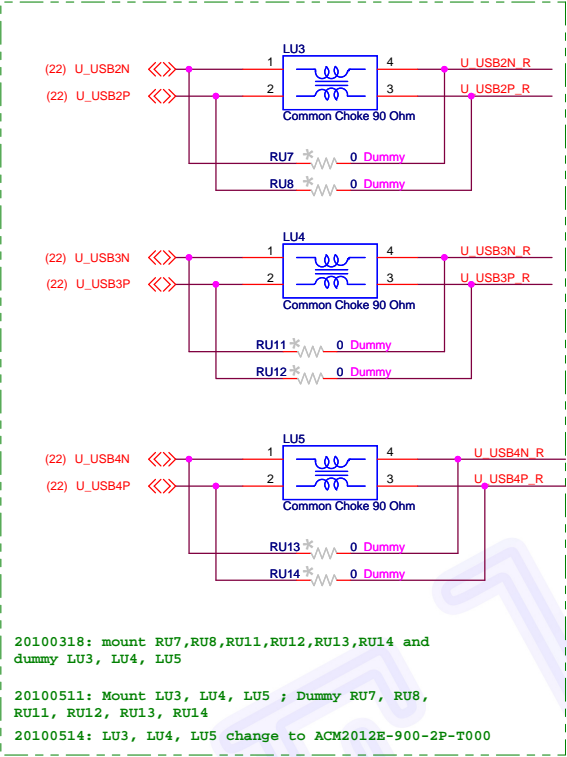 LU3
(22) U_USB2N 1 4 U_USB2N_R
(22) U_USB2P 2 3 U_USB2P_R
Common Choke 90 Ohm
RU7 * 0 Dummy
RU8 * 0 Dummy
LU4
(22) U_USB3N 1 4 U_USB3N_R
(22) U_USB3P 2 3 U_USB3P_R
Common Choke 90 Ohm
RU11 * 0 Dummy
RU12 * 0 Dummy
LU5
(22) U_USB4N 1 4 U_USB4N_R
(22) U_USB4P 2 3 U_USB4P_R
Common Choke 90 Ohm
RU13 * 0 Dummy
RU14 * 0 Dummy
20100318: mount RU7,RU8,RU11,RU12,RU13,RU14 and
dummy LU3, LU4, LU5
20100511: Mount LU3, LU4, LU5 ; Dummy RU7, RU8,
RU11, RU12, RU13, RU14
20100514: LU3, LU4, LU5 change to ACM2012E-900-2P-T000